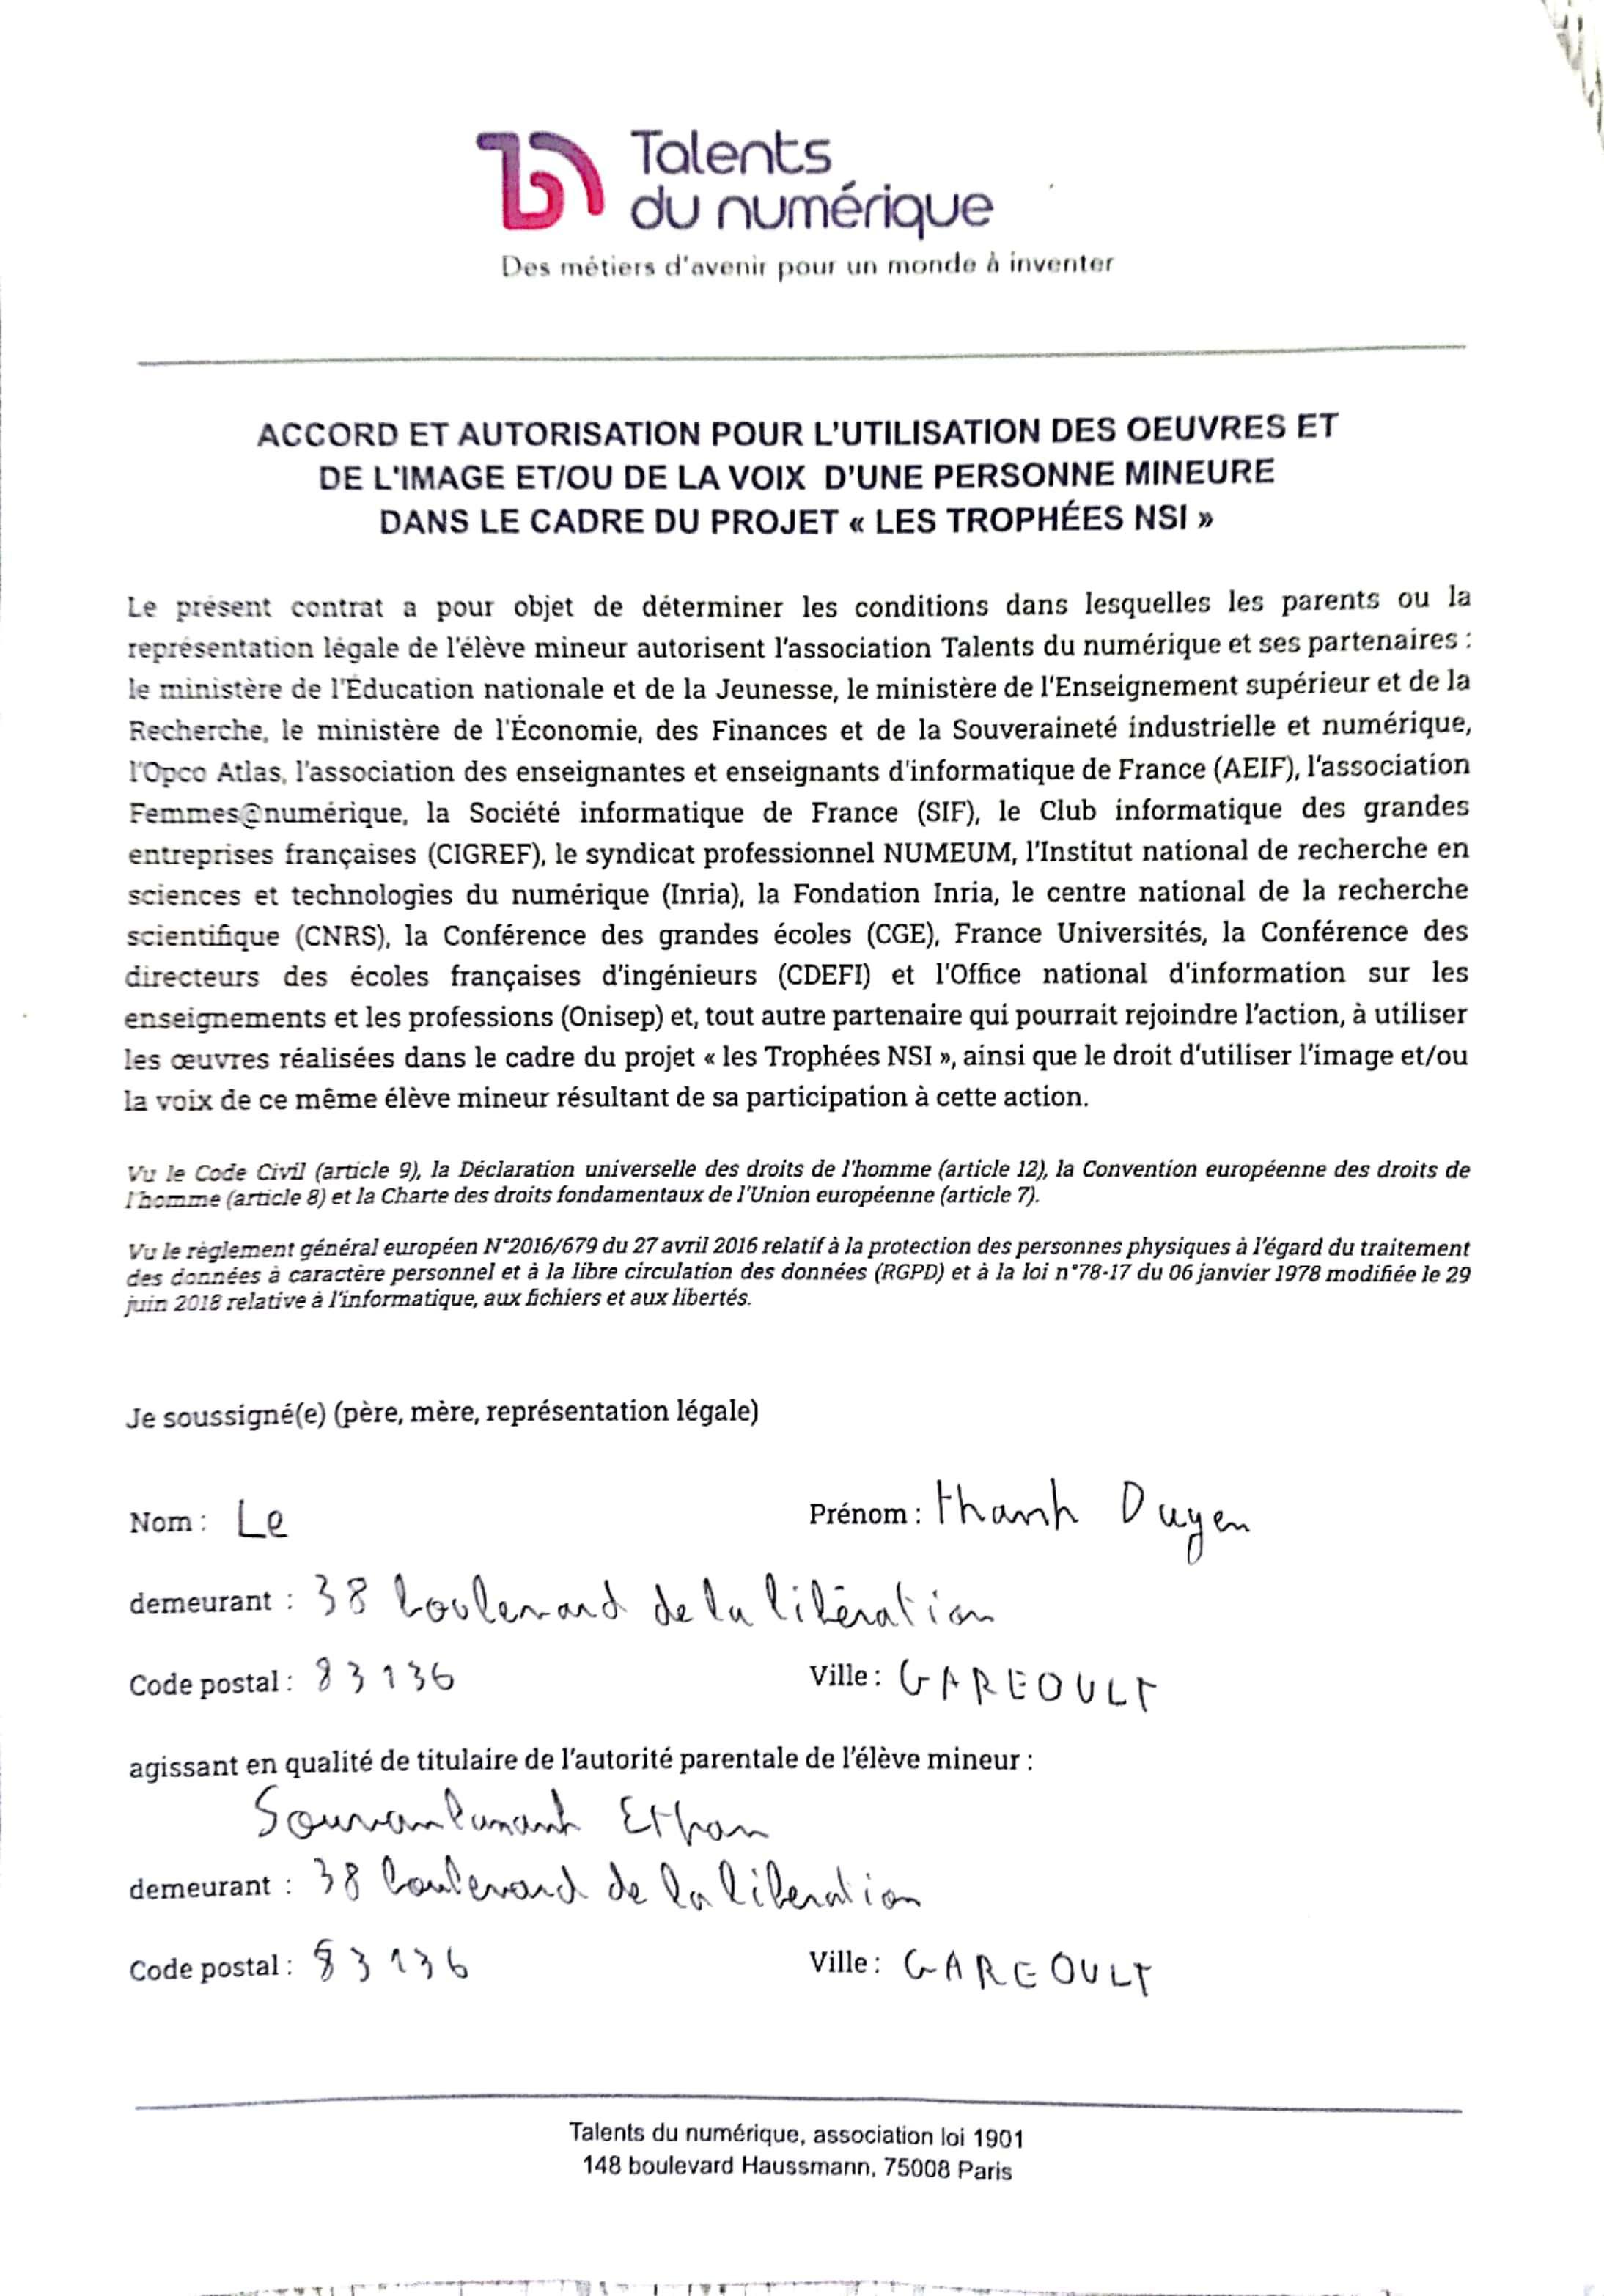 Talents
du numérique
Des métiers d'avenir pour un monde à inventer
ACCORD ET AUTORISATION POUR L'UTILISATION DES OEUVRES ET
DE L'IMAGE ET/OU DE LA VOIX D'UNE PERSONNE MINEURE
DANS LE CADRE DU PROJET « LES TROPHÉES NSI »
Le présent contrat a pour objet de déterminer les conditions dans lesquelles les parents ou la
représentation légale de l'élève mineur autorisent l'association Talents du numérique et ses partenaires :
le ministère de l'Éducation nationale et de la Jeunesse, le ministère de l'Enseignement supérieur et de la
Recherche, le ministère de l'Économie, des Finances et de la Souveraineté industrielle et numérique,
l'Opco Atlas, l'association des enseignantes et enseignants d'informatique de France (AEIF), l'association
Femmes@numérique, la Société informatique de France (SIF), le Club informatique des grandes
entreprises françaises (CIGREF), le syndicat professionnel NUMEUM, l'Institut national de recherche en
sciences et technologies du numérique (Inria), la Fondation Inria, le centre national de la recherche
scientifique (CNRS), la Conférence des grandes écoles (CGE), France Universités, la Conférence des
directeurs des écoles françaises d'ingénieurs (CDEFI) et l'Office national d'information sur les
enseignements et les professions (Onisep) et, tout autre partenaire qui pourrait rejoindre l'action, à utiliser
les œuvres réalisées dans le cadre du projet « les Trophées NSI », ainsi que le droit d'utiliser l'image et/ou
la voix de ce même élève mineur résultant de sa participation à cette action.
Vu le Code Civil (article 9), la Déclaration universelle des droits de l'homme (article 12), la Convention européenne des droits de
l'homme (article 8) et la Charte des droits fondamentaux de l'Union européenne (article 7).
Vu le règlement général européen N°2016/679 du 27 avril 2016 relatif à la protection des personnes physiques à l'égard du traitement
des données à caractère personnel et à la libre circulation des données (RGPD) et à la loi n°78-17 du 06 janvier 1978 modifiée le 29
juin 2018 relative à l'informatique, aux fichiers et aux libertés.
Je soussigné(e) (père, mère, représentation légale)
Nom : Le Prénom : Thanh Duyen
demeurant : 38 boulevard de la libération
Code postal : 83136 Ville : GAREOULT
agissant en qualité de titulaire de l'autorité parentale de l'élève mineur :
Ethan
demeurant : 38 boulevard de la liberation
Code postal : 83136 Ville : GAREOULT
Talents du numérique, association loi 1901
148 boulevard Haussmann, 75008 Paris